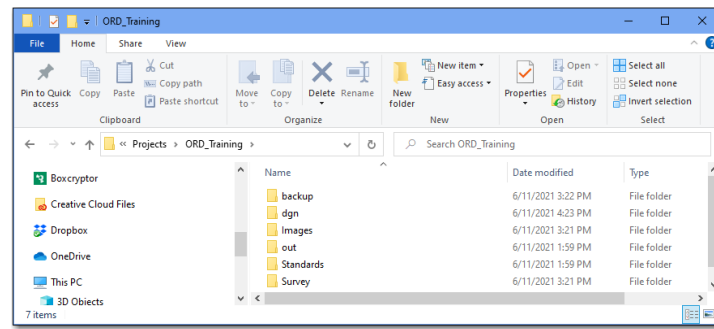 ORD_Training
File Home Share View
Pin to Quick access
Copy
Paste
Cut
Copy path
Paste shortcut
Clipboard
Move to
Copy to
Delete
Rename
Organize
New folder
New item
Easy access
New
Properties
Open
Edit
History
Open
Select all
Select none
Invert selection
Select
« Projects › ORD_Training ›
Search ORD_Training
Boxcryptor
Creative Cloud Files
Dropbox
OneDrive
This PC
3D Objects
Name Date modified Type
backup 6/11/2021 3:22 PM File folder
dgn 6/11/2021 4:23 PM File folder
Images 6/11/2021 3:21 PM File folder
out 6/11/2021 1:59 PM File folder
Standards 6/11/2021 1:59 PM File folder
Survey 6/11/2021 3:21 PM File folder
7 items